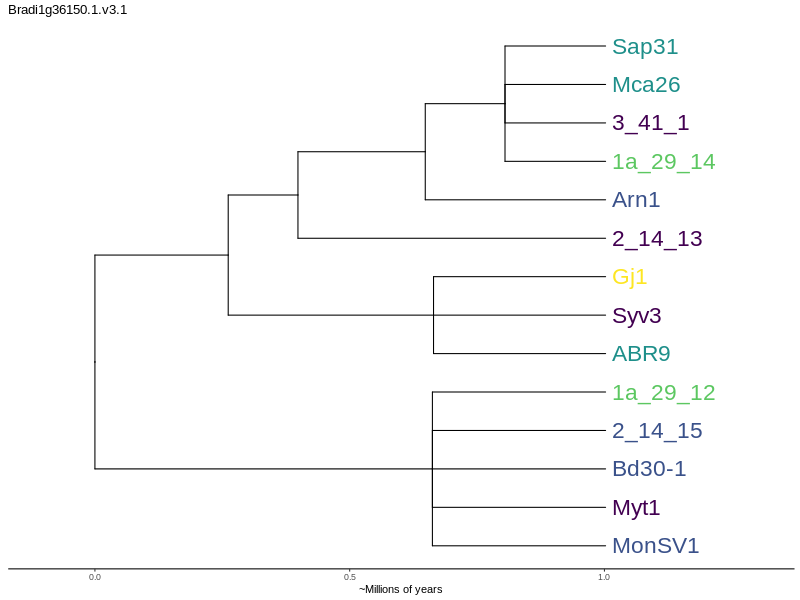 Bradi1g36150.1.v3.1
Sap31
Mca26
3_41_1
1a_29_14
Arn1
2_14_13
Gj1
Syv3
ABR9
1a_29_12
2_14_15
Bd30-1
Myt1
MonSV1
0.0 0.5 1.0
~Millions of years